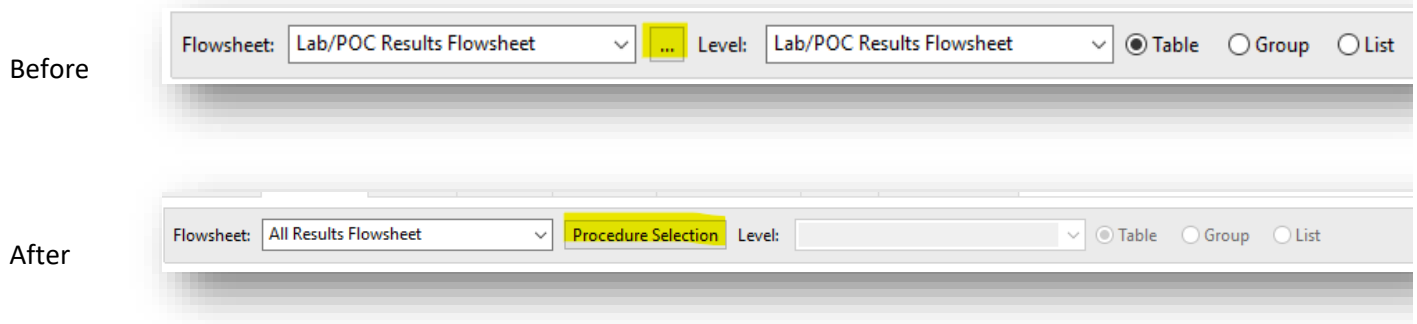 Before
Flowsheet: Lab/POC Results Flowsheet ... Level: Lab/POC Results Flowsheet Table Group List
After
Flowsheet: All Results Flowsheet Procedure Selection Level: Table Group List